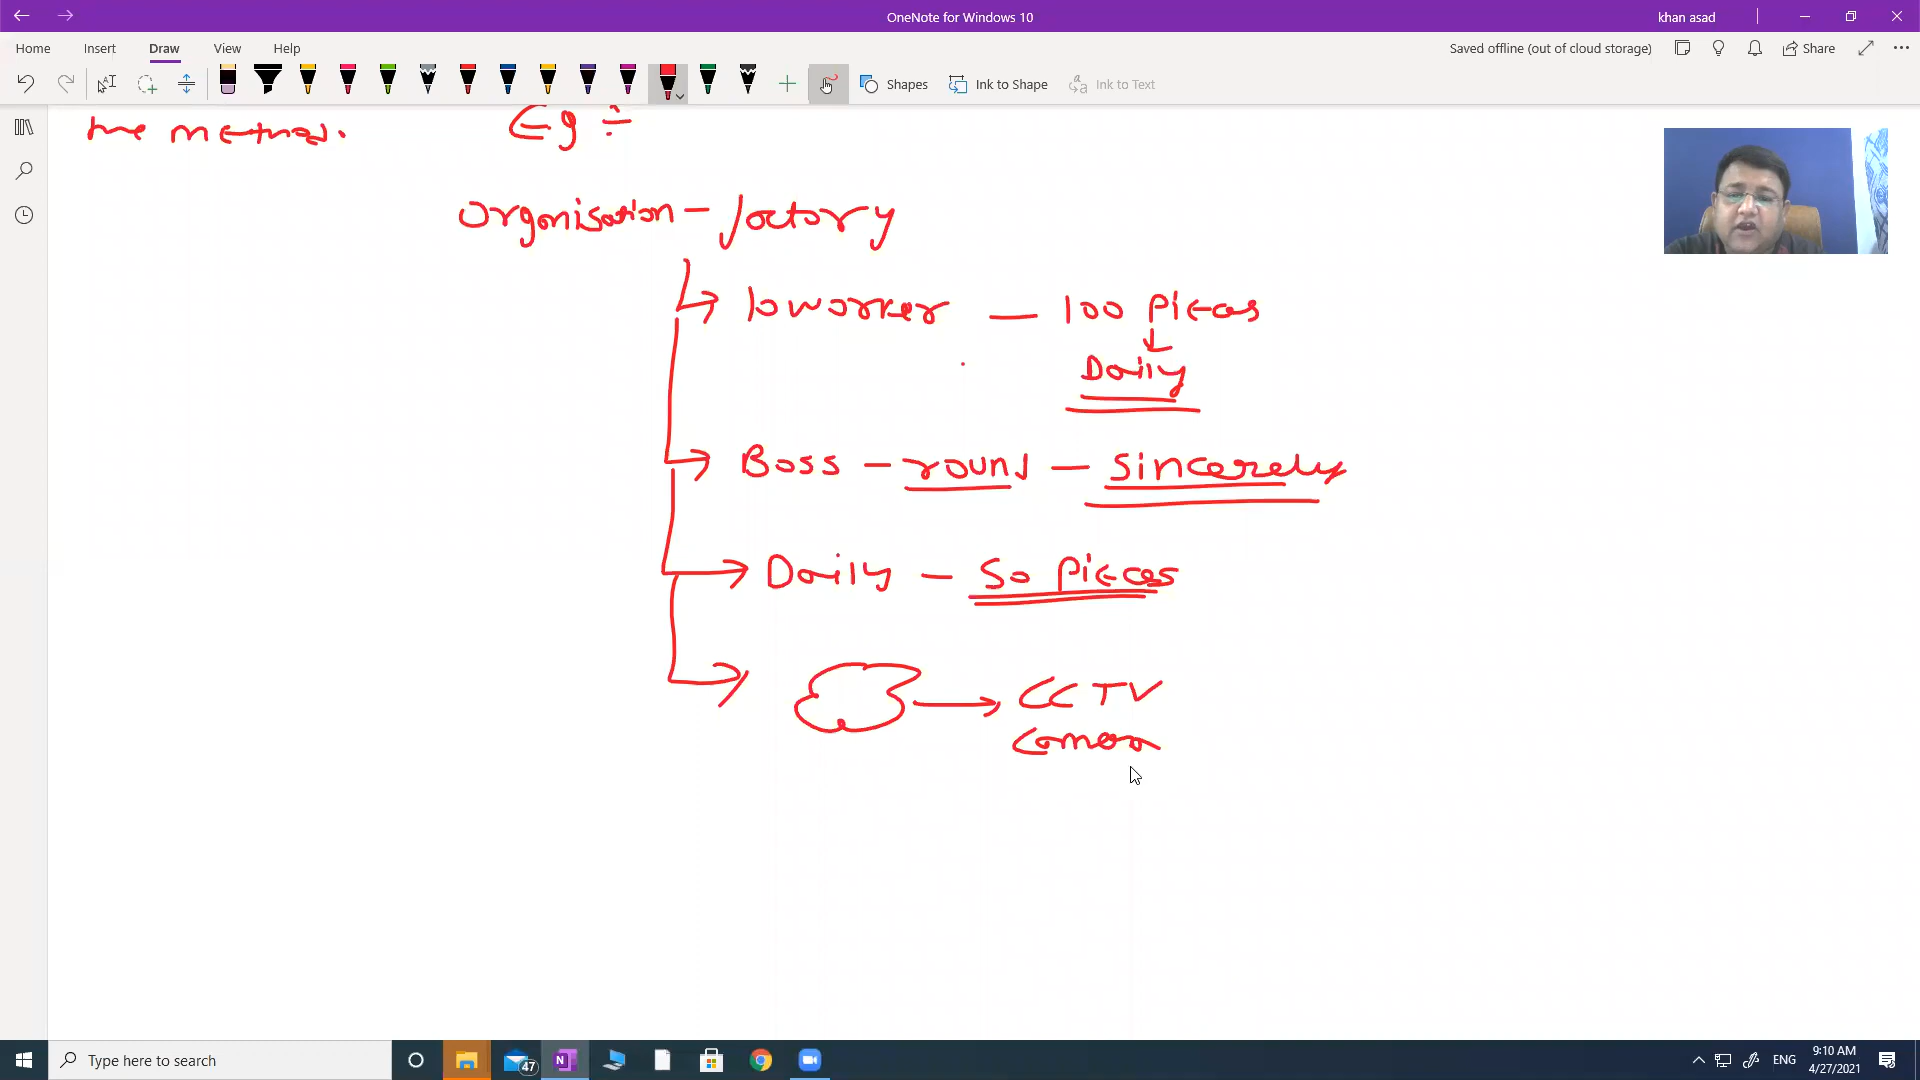 OneNote for Windows 10
khan asad
Home Insert Draw View Help
Saved offline (out of cloud storage)
Share
Shapes
Ink to Shape
Ink to Text
the method.
Eg ÷
Organisation - factory
10 worker — 100 Pieces
Daily
Boss - round - sincerely
Daily - 50 Pieces
CCTV
Camera
Type here to search
47
ENG
9:10 AM
4/27/2021